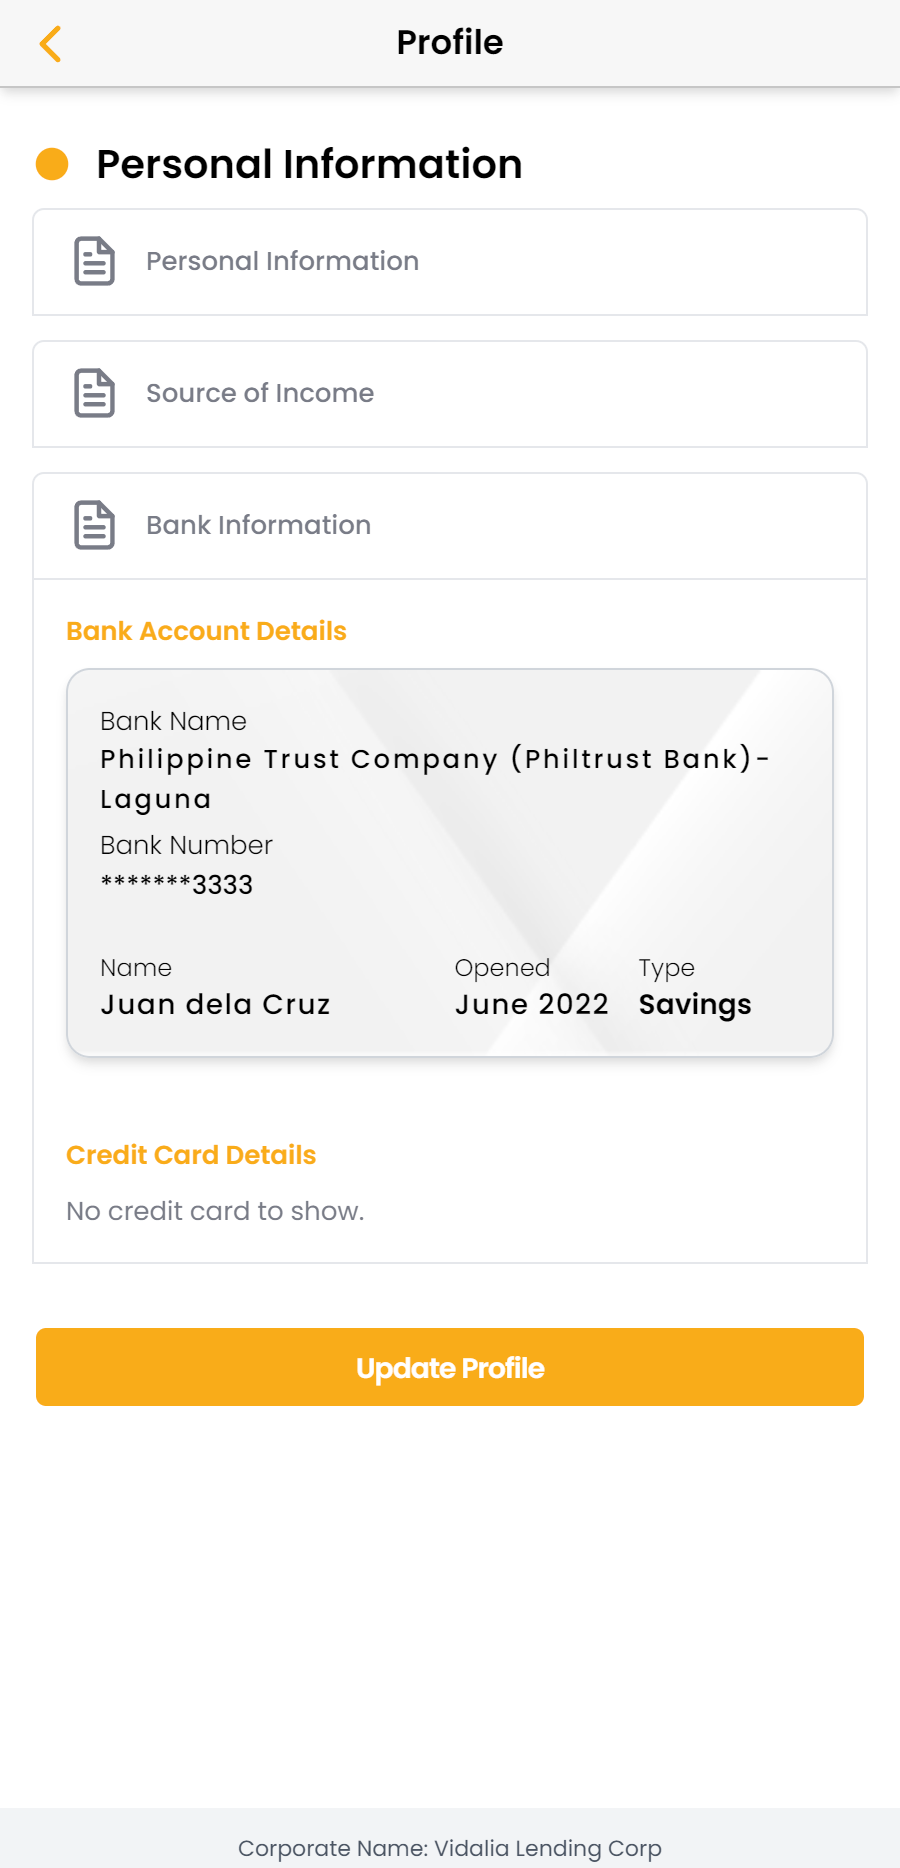 Profile
Personal Information
Personal Information
Source of Income
Bank Information
Bank Account Details
Bank Name
Philippine Trust Company (Philtrust Bank)-
Laguna
Bank Number
*******3333
Name Opened Type
Juan dela Cruz June 2022 Savings
Credit Card Details
No credit card to show.
Update Profile
Corporate Name: Vidalia Lending Corp